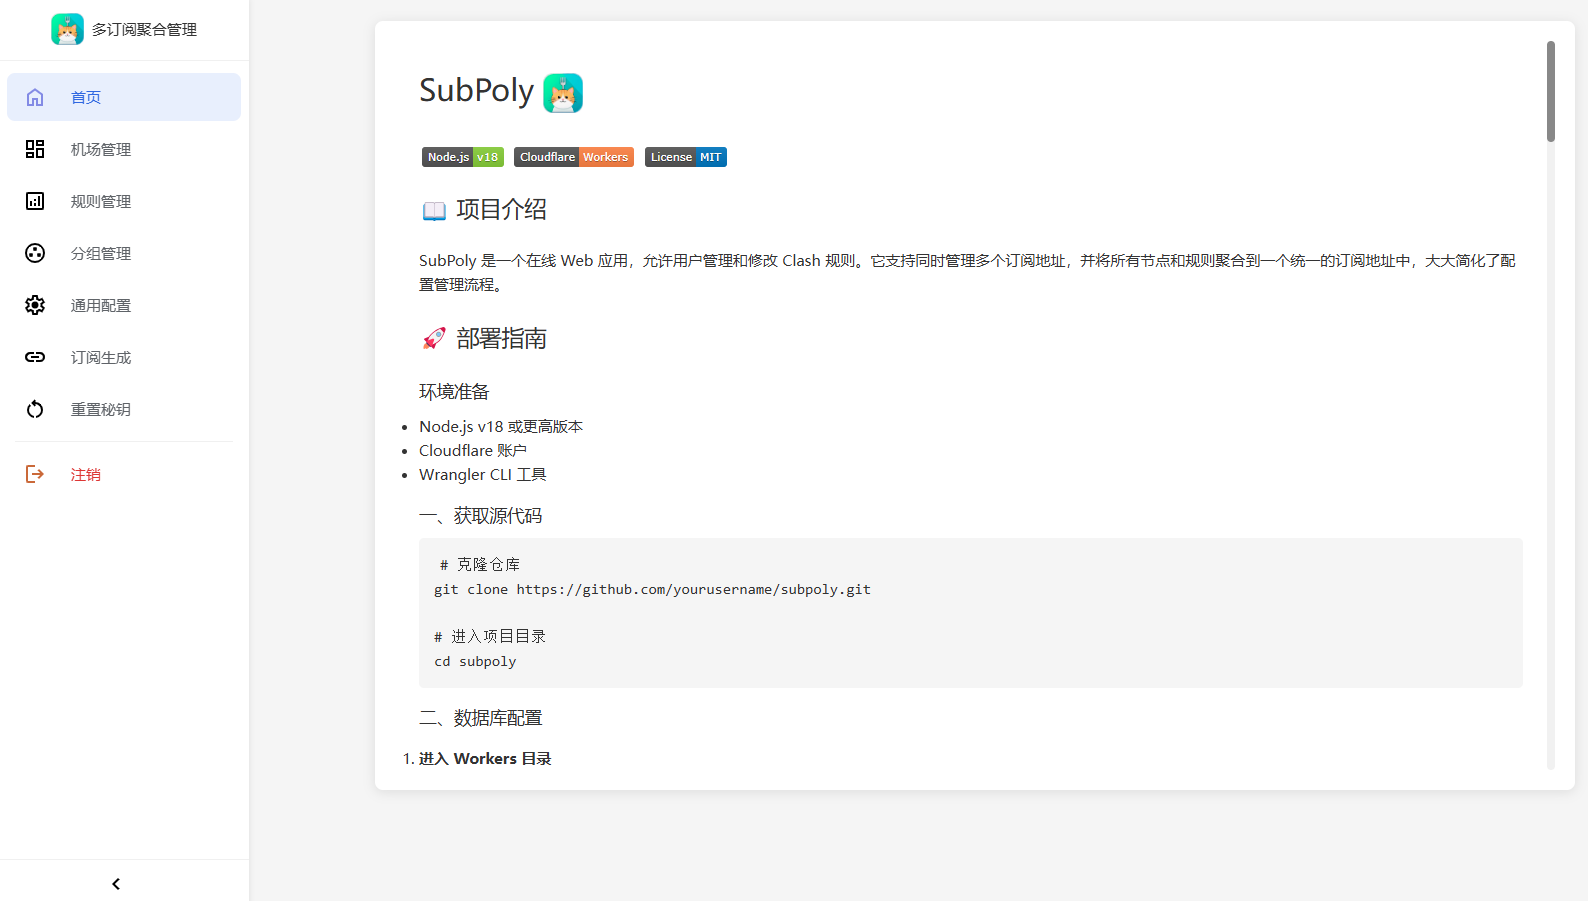 多订阅聚合管理
首页
机场管理
规则管理
分组管理
通用配置
订阅生成
重置秘钥
注销
SubPoly
Node.js v18 Cloudflare Workers License MIT
📖 项目介绍
SubPoly 是一个在线 Web 应用，允许用户管理和修改 Clash 规则。它支持同时管理多个订阅地址，并将所有节点和规则聚合到一个统一的订阅地址中，大大简化了配
置管理流程。
🚀 部署指南
环境准备
• Node.js v18 或更高版本
• Cloudflare 账户
• Wrangler CLI 工具
一、获取源代码
# 克隆仓库
git clone https://github.com/yourusername/subpoly.git
# 进入项目目录
cd subpoly
二、数据库配置
1. 进入 Workers 目录